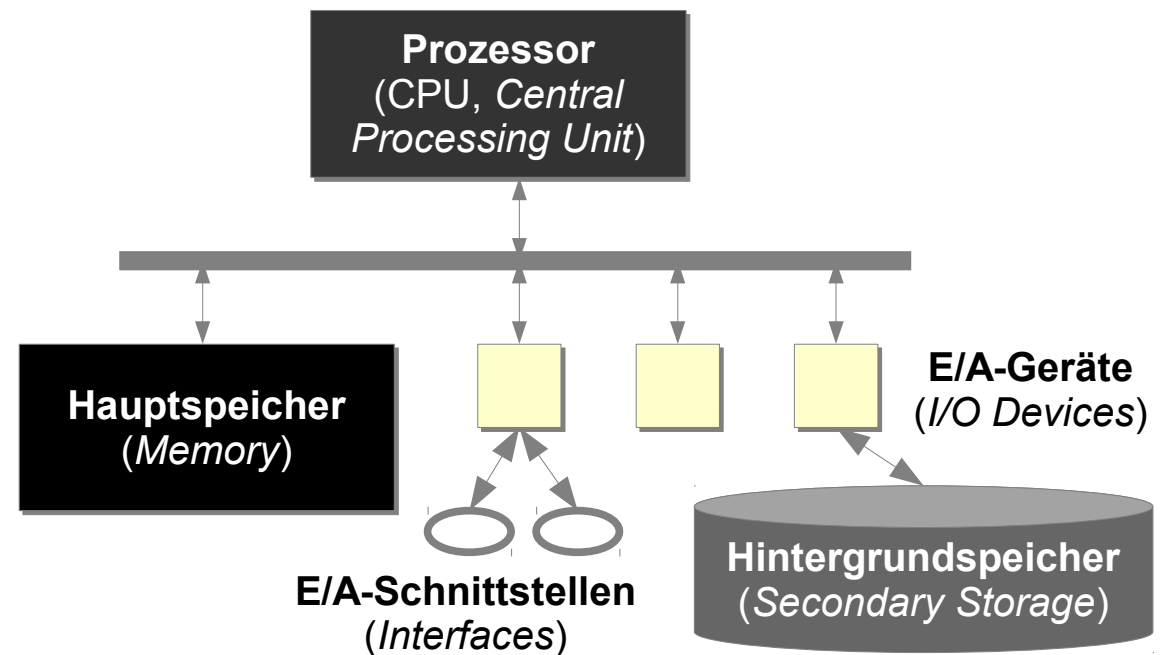 Prozessor
(CPU, Central
Processing Unit)
Hauptspeicher
(Memory)
E/A-Geräte
(I/O Devices)
E/A-Schnittstellen
(Interfaces)
Hintergrundspeicher
(Secondary Storage)